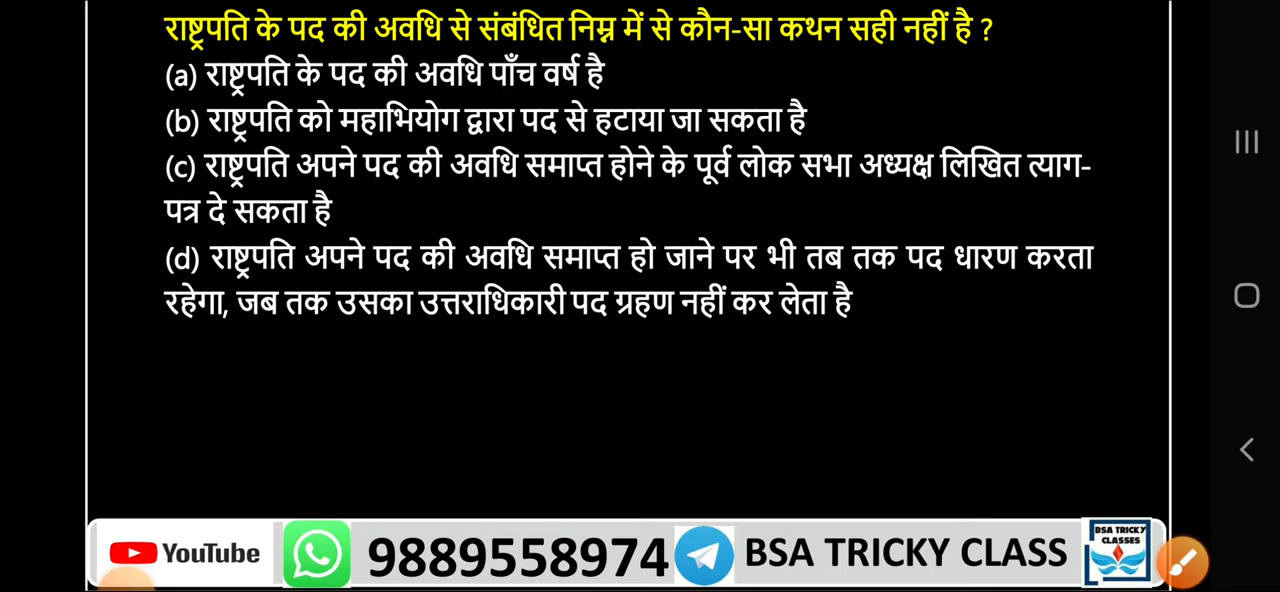 राष्ट्रपति के पद की अवधि से संबंधित निम्न में से कौन-सा कथन सही नहीं है ?
(a) राष्ट्रपति के पद की अवधि पाँच वर्ष है
(b) राष्ट्रपति को महाभियोग द्वारा पद से हटाया जा सकता है
(c) राष्ट्रपति अपने पद की अवधि समाप्त होने के पूर्व लोक सभा अध्यक्ष लिखित त्याग-
पत्र दे सकता है
(d) राष्ट्रपति अपने पद की अवधि समाप्त हो जाने पर भी तब तक पद धारण करता
रहेगा, जब तक उसका उत्तराधिकारी पद ग्रहण नहीं कर लेता है
YouTube 9889558974 BSA TRICKY CLASS
BSA TRICKY
CLASSES